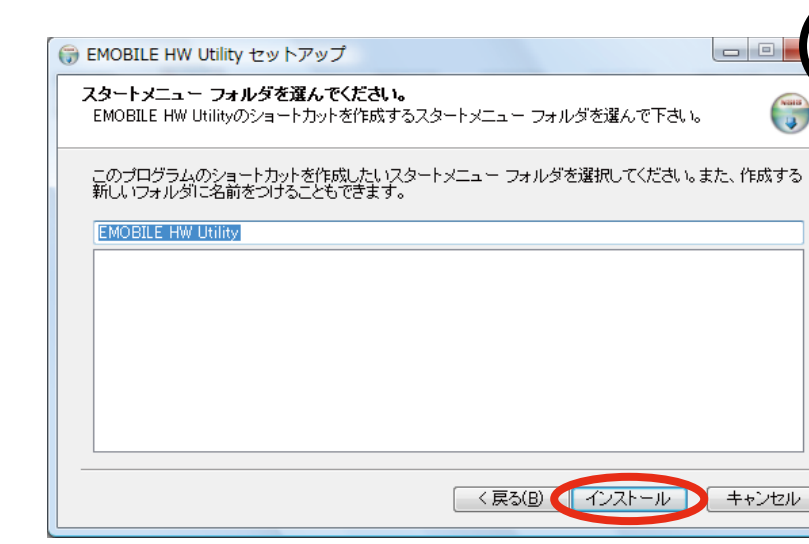 EMOBILE HW Utility セットアップ
スタートメニュー フォルダを選んでください。
EMOBILE HW Utilityのショートカットを作成するスタートメニュー フォルダを選んで下さい。
このプログラムのショートカットを作成したいスタートメニュー フォルダを選択してください。また、作成する
新しいフォルダに名前をつけることもできます。
EMOBILE HW Utility
< 戻る(B) インストール キャンセル